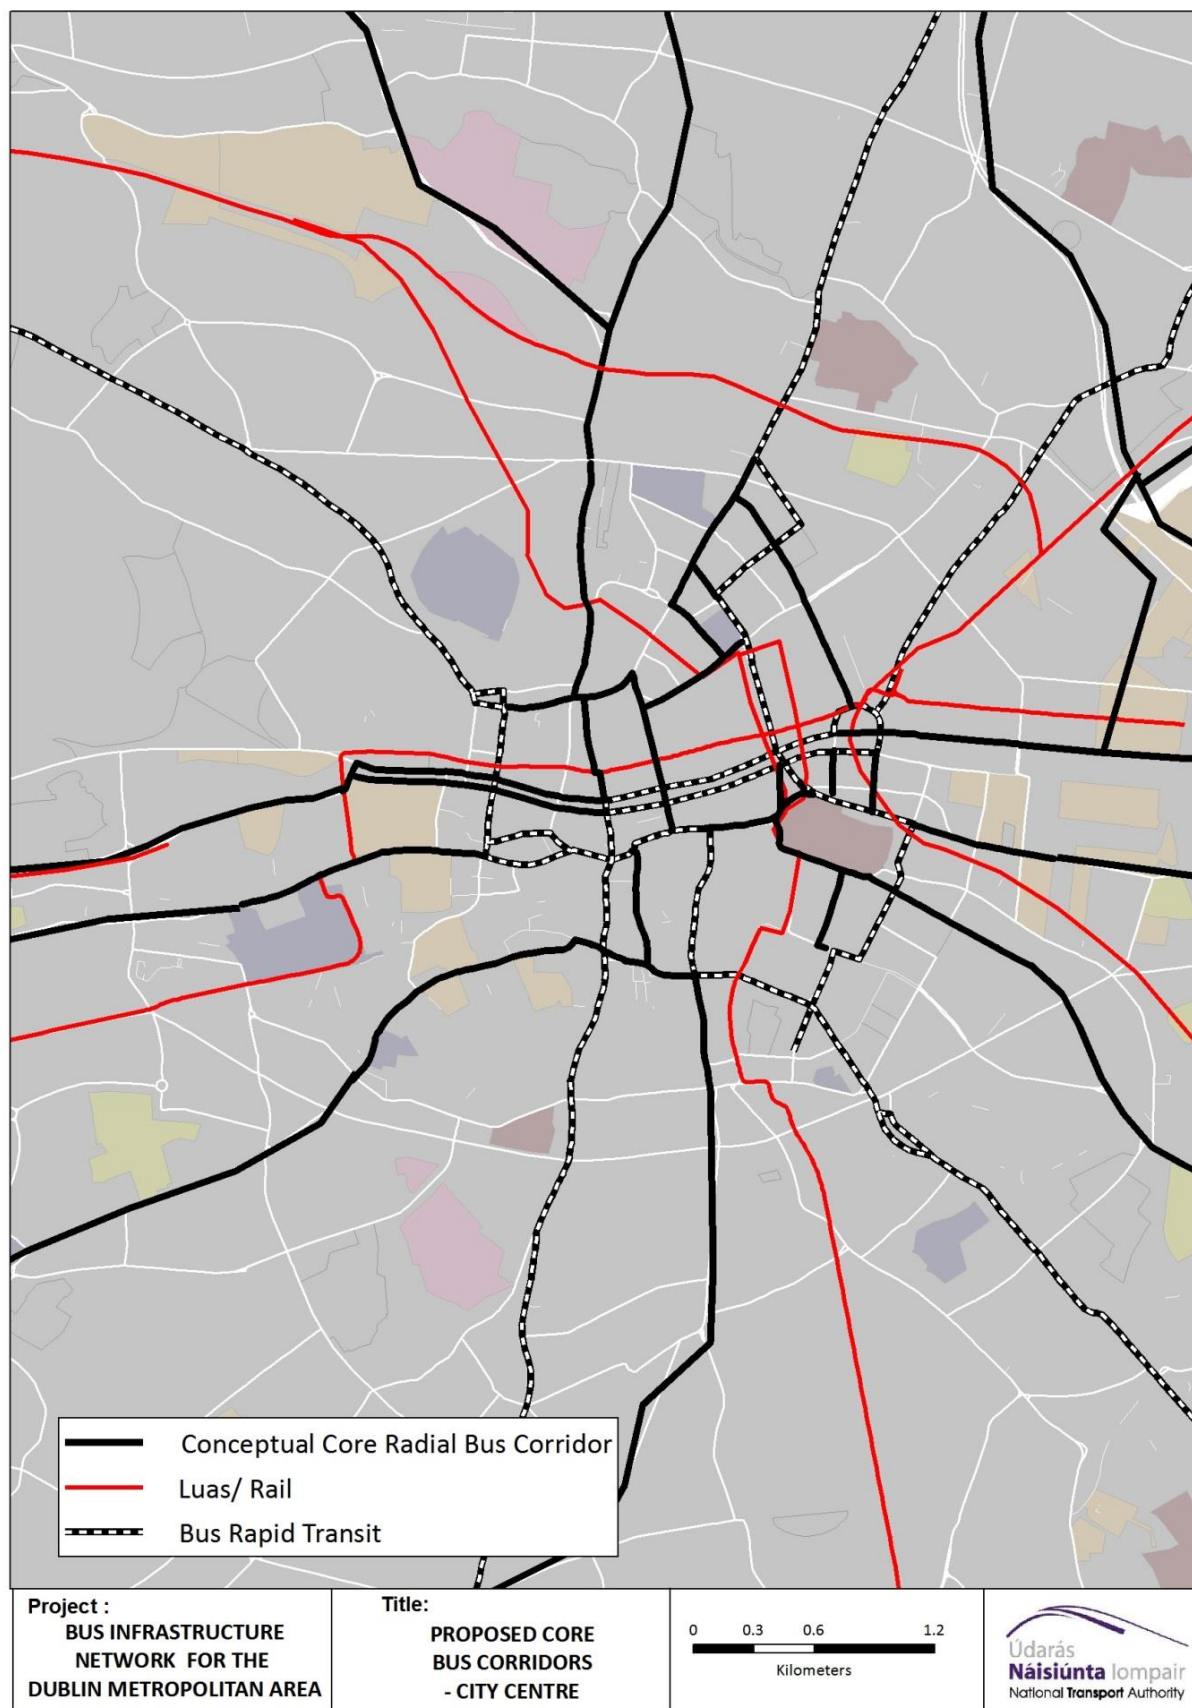 Conceptual Core Radial Bus Corridor
Luas/ Rail
Bus Rapid Transit
Project :
BUS INFRASTRUCTURE
NETWORK FOR THE
DUBLIN METROPOLITAN AREA
Title:
PROPOSED CORE
BUS CORRIDORS
- CITY CENTRE
0 0.3 0.6 1.2
Kilometers
Údarás
Náisiúnta Iompair
National Transport Authority